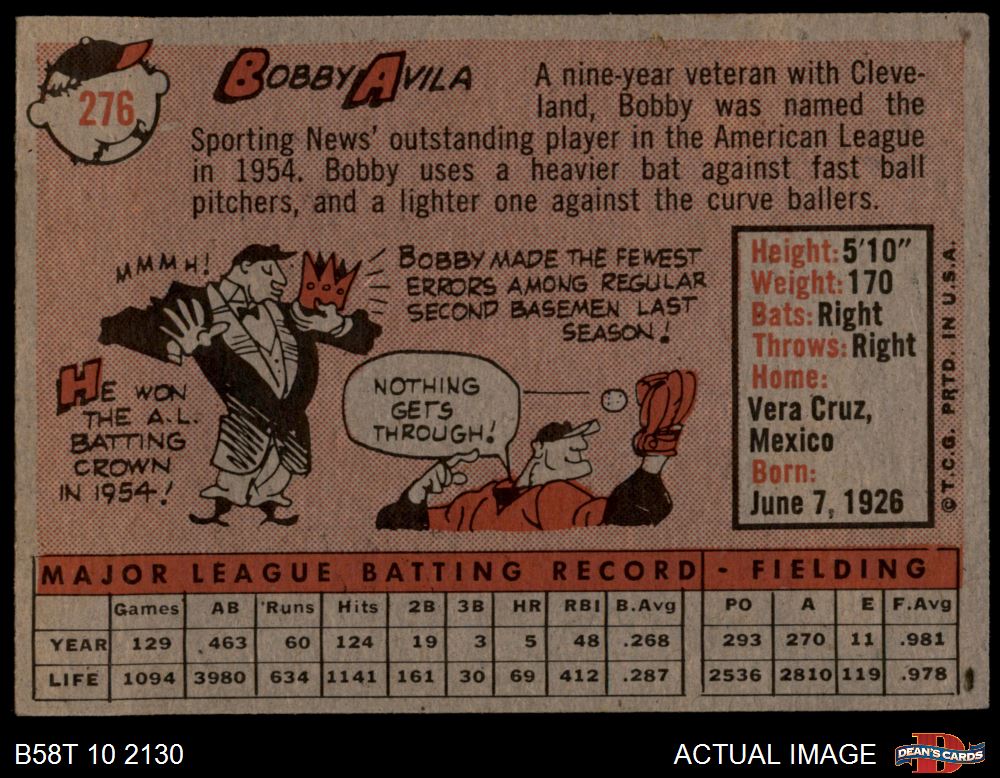 276
BOBBY AVILA
A nine-year veteran with Cleve-
land, Bobby was named the
Sporting News' outstanding player in the American League
in 1954. Bobby uses a heavier bat against fast ball
pitchers, and a lighter one against the curve ballers.
MMMH!
HE WON
THE A.L.
BATTING
CROWN
IN 1954!
BOBBY MADE THE FEWEST
ERRORS AMONG REGULAR
SECOND BASEMEN LAST
SEASON!
NOTHING
GETS
THROUGH!
Height: 5'10"
Weight: 170
Bats: Right
Throws: Right
Home:
Vera Cruz,
Mexico
Born:
June 7, 1926
© T.C.G. PRTD. IN U.S.A.
MAJOR LEAGUE BATTING RECORD - FIELDING
Games AB Runs Hits 2B 3B HR RBI B.Avg PO A E F.Avg
YEAR 129 463 60 124 19 3 5 48 .268 293 270 11 .981
LIFE 1094 3980 634 1141 161 30 69 412 .287 2536 2810 119 .978
B58T 10 2130
ACTUAL IMAGE
D
DEAN'S CARDS